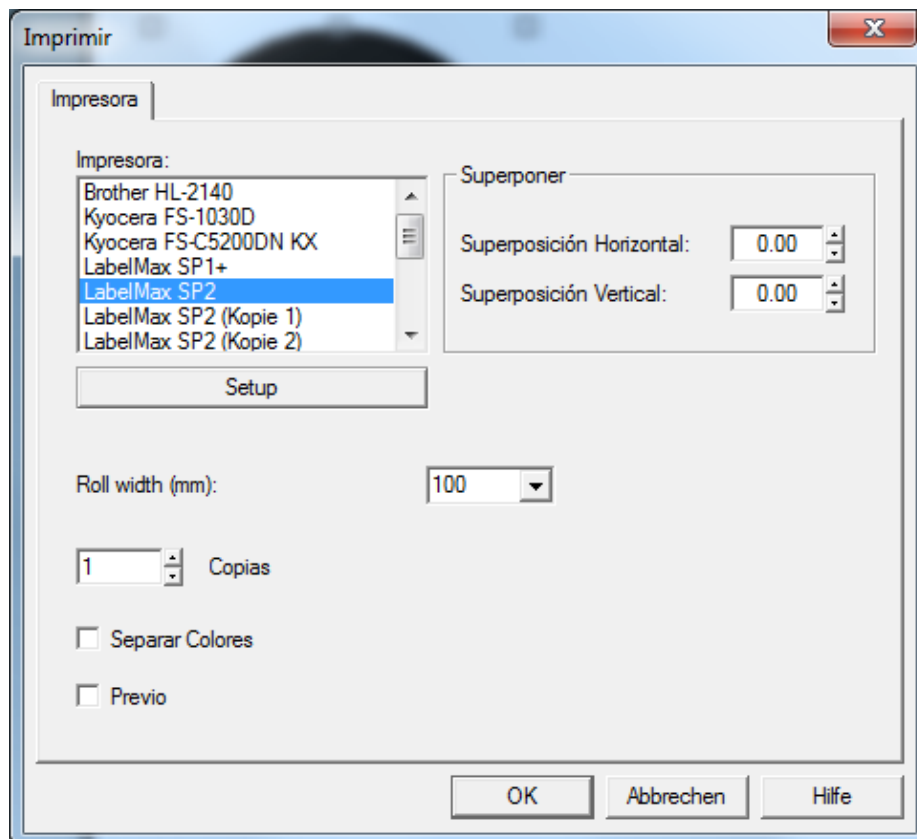 Imprimir
Impresora
Impresora:
Brother HL-2140
Kyocera FS-1030D
Kyocera FS-C5200DN KX
LabelMax SP1+
LabelMax SP2
LabelMax SP2 (Kopie 1)
LabelMax SP2 (Kopie 2)
Setup
Superponer
Superposición Horizontal: 0.00
Superposición Vertical: 0.00
Roll width (mm): 100
1 Copias
Separar Colores
Previo
OK Abbrechen Hilfe